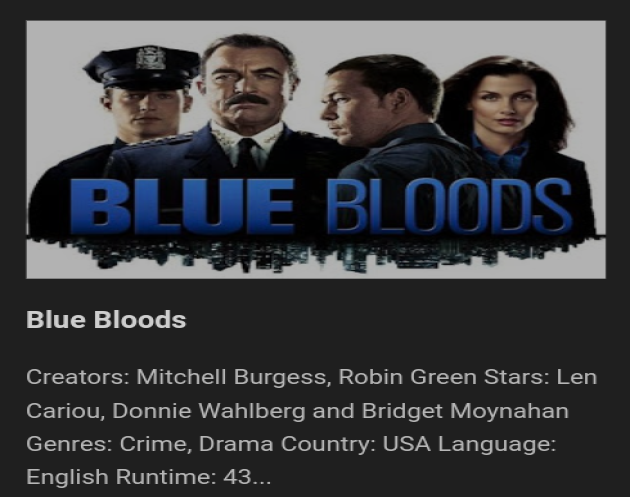 BLUE BLOODS
Blue Bloods
Creators: Mitchell Burgess, Robin Green Stars: Len
Cariou, Donnie Wahlberg and Bridget Moynahan
Genres: Crime, Drama Country: USA Language:
English Runtime: 43...